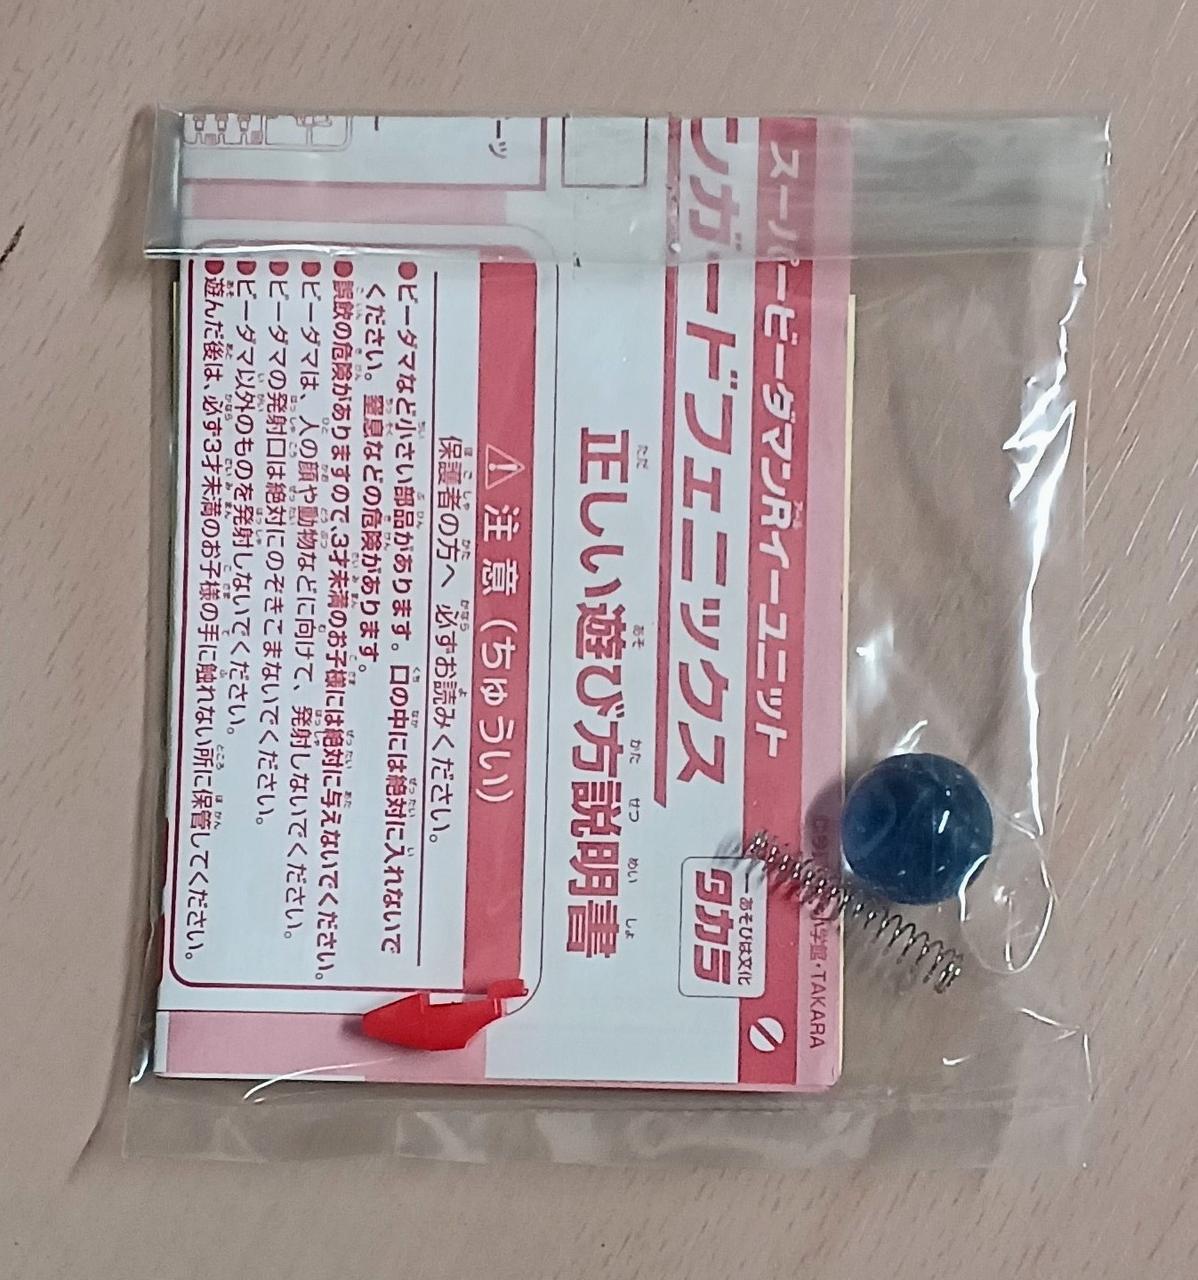 スーパービーダマンRイーユニット
ンガードフェニックス
正しい遊び方説明書
―あそびは文化
タカラ
小学館・TAKARA
ーツ
⚠注意(ちゅうい)
保護者の方へ 必ずお読みください。
●ビーダマなど小さい部品があります。口の中には絶対に入れないで
ください。窒息などの危険があります。
●誤飲の危険がありますので、3才未満のお子様には絶対に与えないでください。
●ビーダマは、人の顔や動物などに向けて、発射しないでください。
●ビーダマの発射口は絶対にのぞきこまないでください。
●ビーダマ以外のものを発射しないでください。
●遊んだ後は、必ず3才未満のお子様の手に触れない所に保管してください。